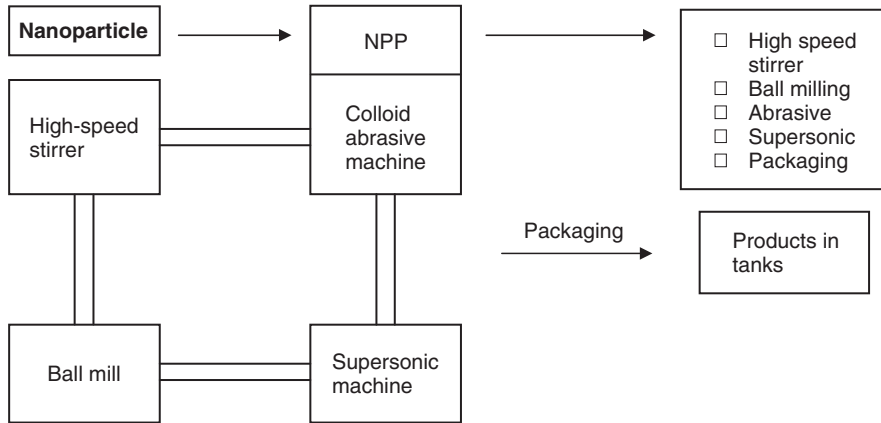 Nanoparticle
NPP
High speed
stirrer
Ball milling
Abrasive
Supersonic
Packaging
High-speed
stirrer
Colloid
abrasive
machine
Packaging
Products in
tanks
Ball mill
Supersonic
machine